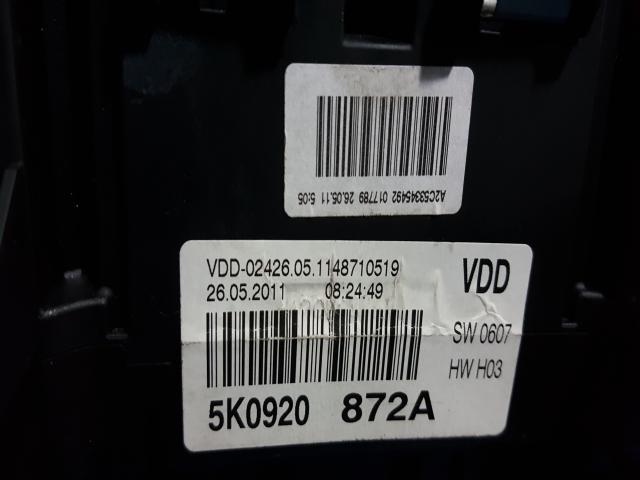 A2C53345492 017789 26.05.11 5:05
VDD-02426.05.1148710519
26.05.2011 08:24:49
VDD
SW 0607
HW H03
5K0920 872A